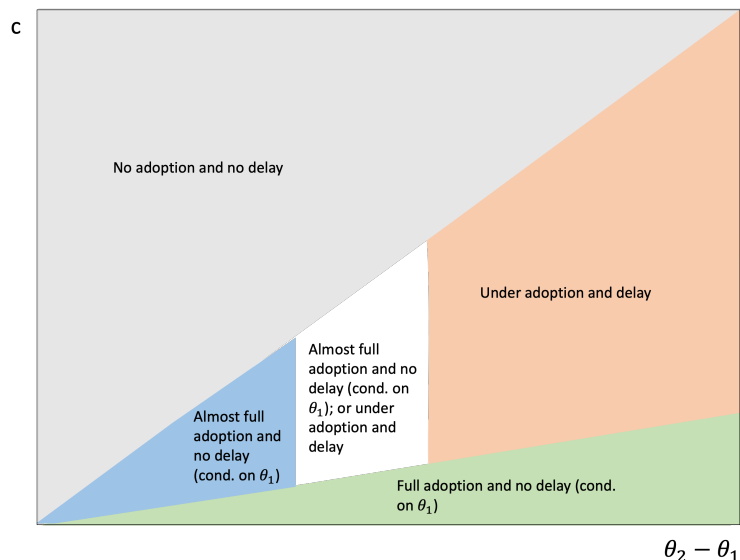 c
No adoption and no delay
Under adoption and delay
Almost full
adoption and no
delay (cond. on
θ₁); or under
adoption and
delay
Almost full
adoption and
no delay
(cond. on θ₁)
Full adoption and no delay (cond.
on θ₁)
θ₂ − θ₁